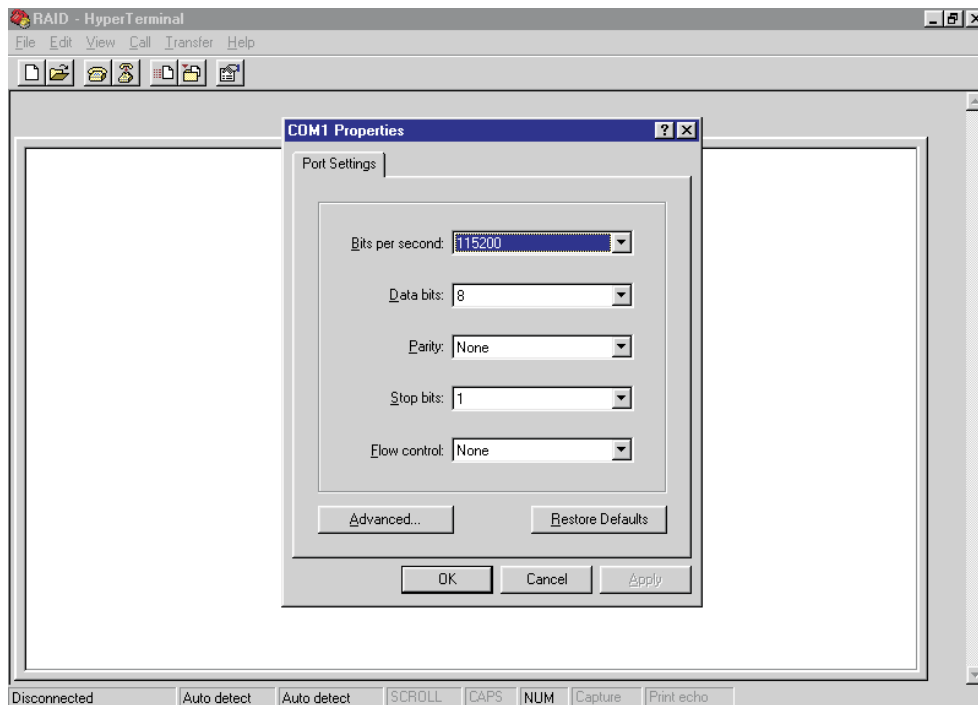 RAID - HyperTerminal
File Edit View Call Transfer Help
COM1 Properties
Port Settings
Bits per second: 115200
Data bits: 8
Parity: None
Stop bits: 1
Flow control: None
Advanced... Restore Defaults
OK Cancel Apply
Disconnected Auto detect Auto detect SCROLL CAPS NUM Capture Print echo